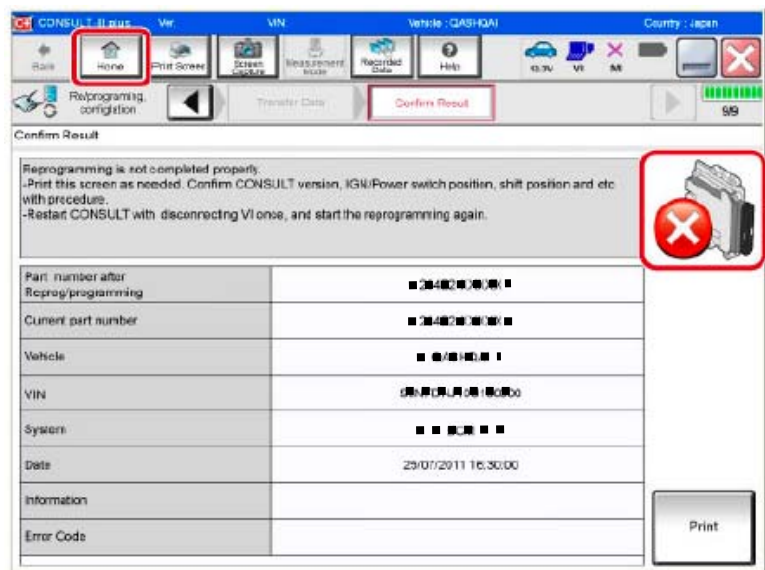 CONSULT-III plus Ver. VIN: Vehicle : QASHQAI Country : Japan
Back Home Print Screen Screen Capture Measurement Mode Recorded Data Help VI MI
Re/programing, configration Transfer Data Confirm Result 9/9
Confirm Result
Reprogramming is not completed properly.
-Print this screen as needed. Confirm CONSULT version, IGN/Power switch position, shift position and etc
with procedure.
-Restart CONSULT with disconnecting VI once, and start the reprogramming again.
Part number after
Reprog/programming
Current part number
Vehicle
VIN
System
Date 29/07/2011 16:30:00
Information
Error Code
Print